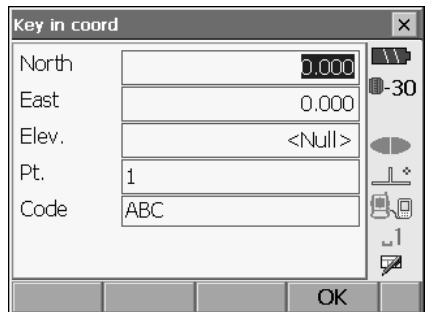 Key in coord
North 0.000
East 0.000
Elev. <Null>
Pt. 1
Code ABC
-30
1
OK